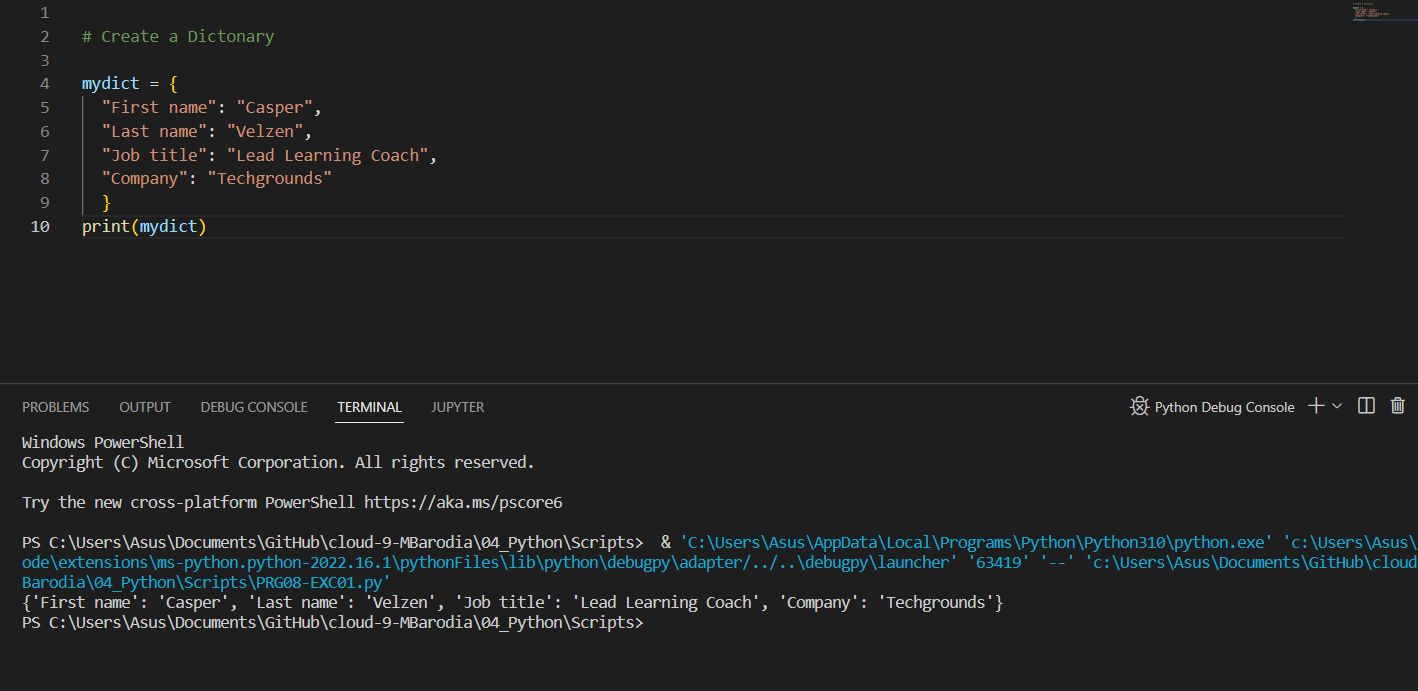 1
2 # Create a Dictonary
3
4 mydict = {
5 "First name": "Casper",
6 "Last name": "Velzen",
7 "Job title": "Lead Learning Coach",
8 "Company": "Techgrounds"
9 }
10 print(mydict)
PROBLEMS OUTPUT DEBUG CONSOLE TERMINAL JUPYTER Python Debug Console
Windows PowerShell
Copyright (C) Microsoft Corporation. All rights reserved.
Try the new cross-platform PowerShell https://aka.ms/pscore6
PS C:\Users\Asus\Documents\GitHub\cloud-9-MBarodia\04_Python\Scripts>  & 'C:\Users\Asus\AppData\Local\Programs\Python\Python310\python.exe' 'c:\Users\Asus\
ode\extensions\ms-python.python-2022.16.1\pythonFiles\lib\python\debugpy\adapter/../..\debugpy\launcher' '63419' '--' 'c:\Users\Asus\Documents\GitHub\cloud
Barodia\04_Python\Scripts\PRG08-EXC01.py'
{'First name': 'Casper', 'Last name': 'Velzen', 'Job title': 'Lead Learning Coach', 'Company': 'Techgrounds'}
PS C:\Users\Asus\Documents\GitHub\cloud-9-MBarodia\04_Python\Scripts>